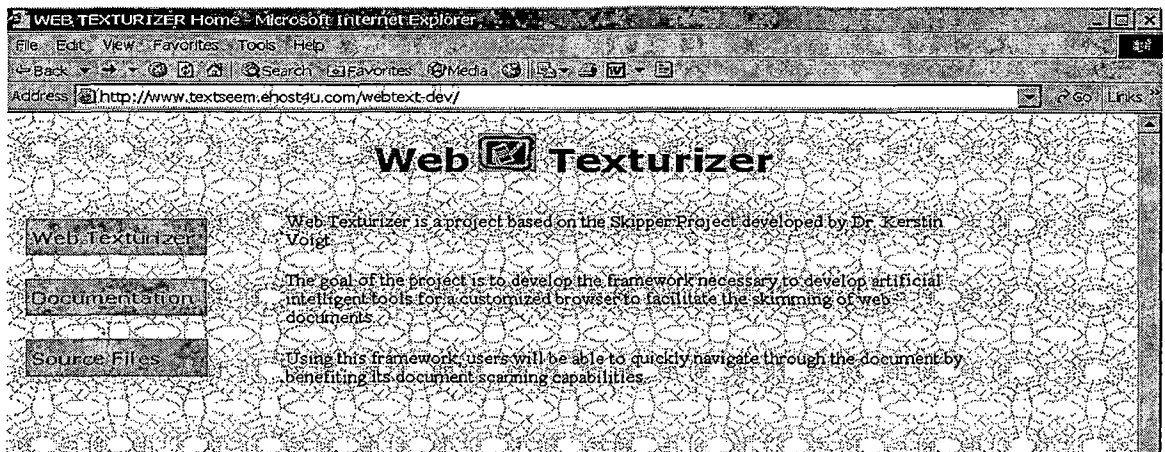 WEB TEXTURIZER Home - Microsoft Internet Explorer
File Edit View Favorites Tools Help
Back Search Favorites Media
Address http://www.textseem.ehost4u.com/webtext-dev/ Go Links »
Web Texturizer
Web Texturizer
Documentation
Source Files
Web Texturizer is a project based on the Skipper Project developed by Dr. Kerstin
Voigt
The goal of the project is to develop the framework necessary to develop artificial
intelligent tools for a customized browser to facilitate the skimming of web
documents.
Using this framework, users will be able to quickly navigate through the document by
benefiting its document scanning capabilities.